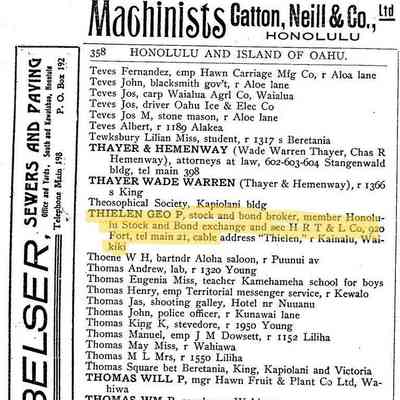 Machinists Catton, Neill & Co., Ltd
HONOLULU
358 HONOLULU AND ISLAND OF OAHU.
Teves Fernandez, emp Hawn Carriage Mfg Co, r Aloa lane
Teves John, blacksmith gov't, r Aloe lane
Teves Jos, carp Waialua Agrl Co, Waialua
Teves Jos, driver Oahu Ice & Elec Co
Teves Jos M, stone mason, r Aloe lane
Teves Albert, r 1189 Alakea
Tewksbury Lilian Miss, student, r 1317 s Beretania
THAYER & HEMENWAY (Wade Warren Thayer, Chas R
Hemenway), attorneys at law, 602-603-604 Stangenwald
bldg, tel main 398
THAYER WADE WARREN (Thayer & Hemenway), r 1366
s King
Theosophical Society, Kapiolani bldg
THIELEN GEO P, stock and bond broker, member Honolu-
lu Stock and Bond exchange and sec H R T & L Co, 920
Fort, tel main 21, cable address "Thielen," r Kainalu, Wai-
kiki
Thoene W H, bartndr Aloha saloon, r Puunui av
Thomas Andrew, lab, r 1320 Young
Thomas Eugenia Miss, teacher Kamehameha school for boys
Thomas Henry, emp Territorial messenger service, r Kewalo
Thomas Jas, shooting gallery, Hotel nr Nuuanu
Thomas John, police officer, r Kunawai lane
Thomas King K, stevedore, r 1950 Young
Thomas Manuel, emp J M Dowsett, r 1152 Liliha
Thomas May Miss, r Wahiawa
Thomas M L Mrs, r 1550 Liliha
Thomas Square bet Beretania, King, Kapiolani and Victoria
THOMAS WILL P, mgr Hawn Fruit & Plant Co Ltd, Wa-
hiwa
BELSER,
SEWERS AND PAVING
South and Kawaiahao, Honolulu
Telephone Main 198 P. O. Box 192